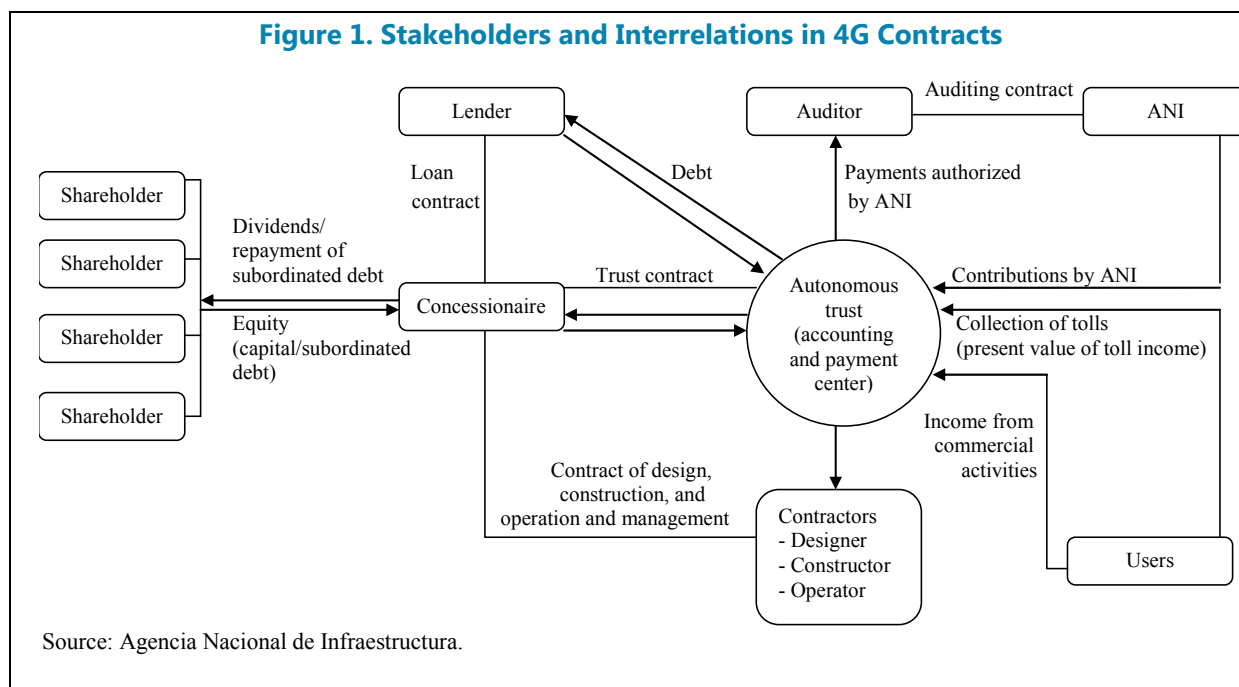 Figure 1. Stakeholders and Interrelations in 4G Contracts
Lender
Auditor
Auditing contract
ANI
Loan
contract
Debt
Payments authorized
by ANI
Shareholder
Shareholder
Shareholder
Shareholder
Dividends/
repayment of
subordinated debt
Equity
(capital/subordinated
debt)
Concessionaire
Trust contract
Autonomous
trust
(accounting
and payment
center)
Contributions by ANI
Collection of tolls
(present value of toll income)
Income from
commercial
activities
Contract of design,
construction, and
operation and management
Contractors
- Designer
- Constructor
- Operator
Users
Source: Agencia Nacional de Infraestructura.